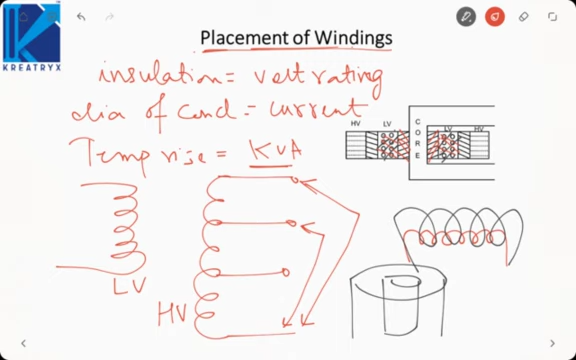 KREATRYX
Placement of Windings
insulation = volt rating
dia of Cond = current
Temp rise = KVA
HV LV CORE LV HV
LV
HV